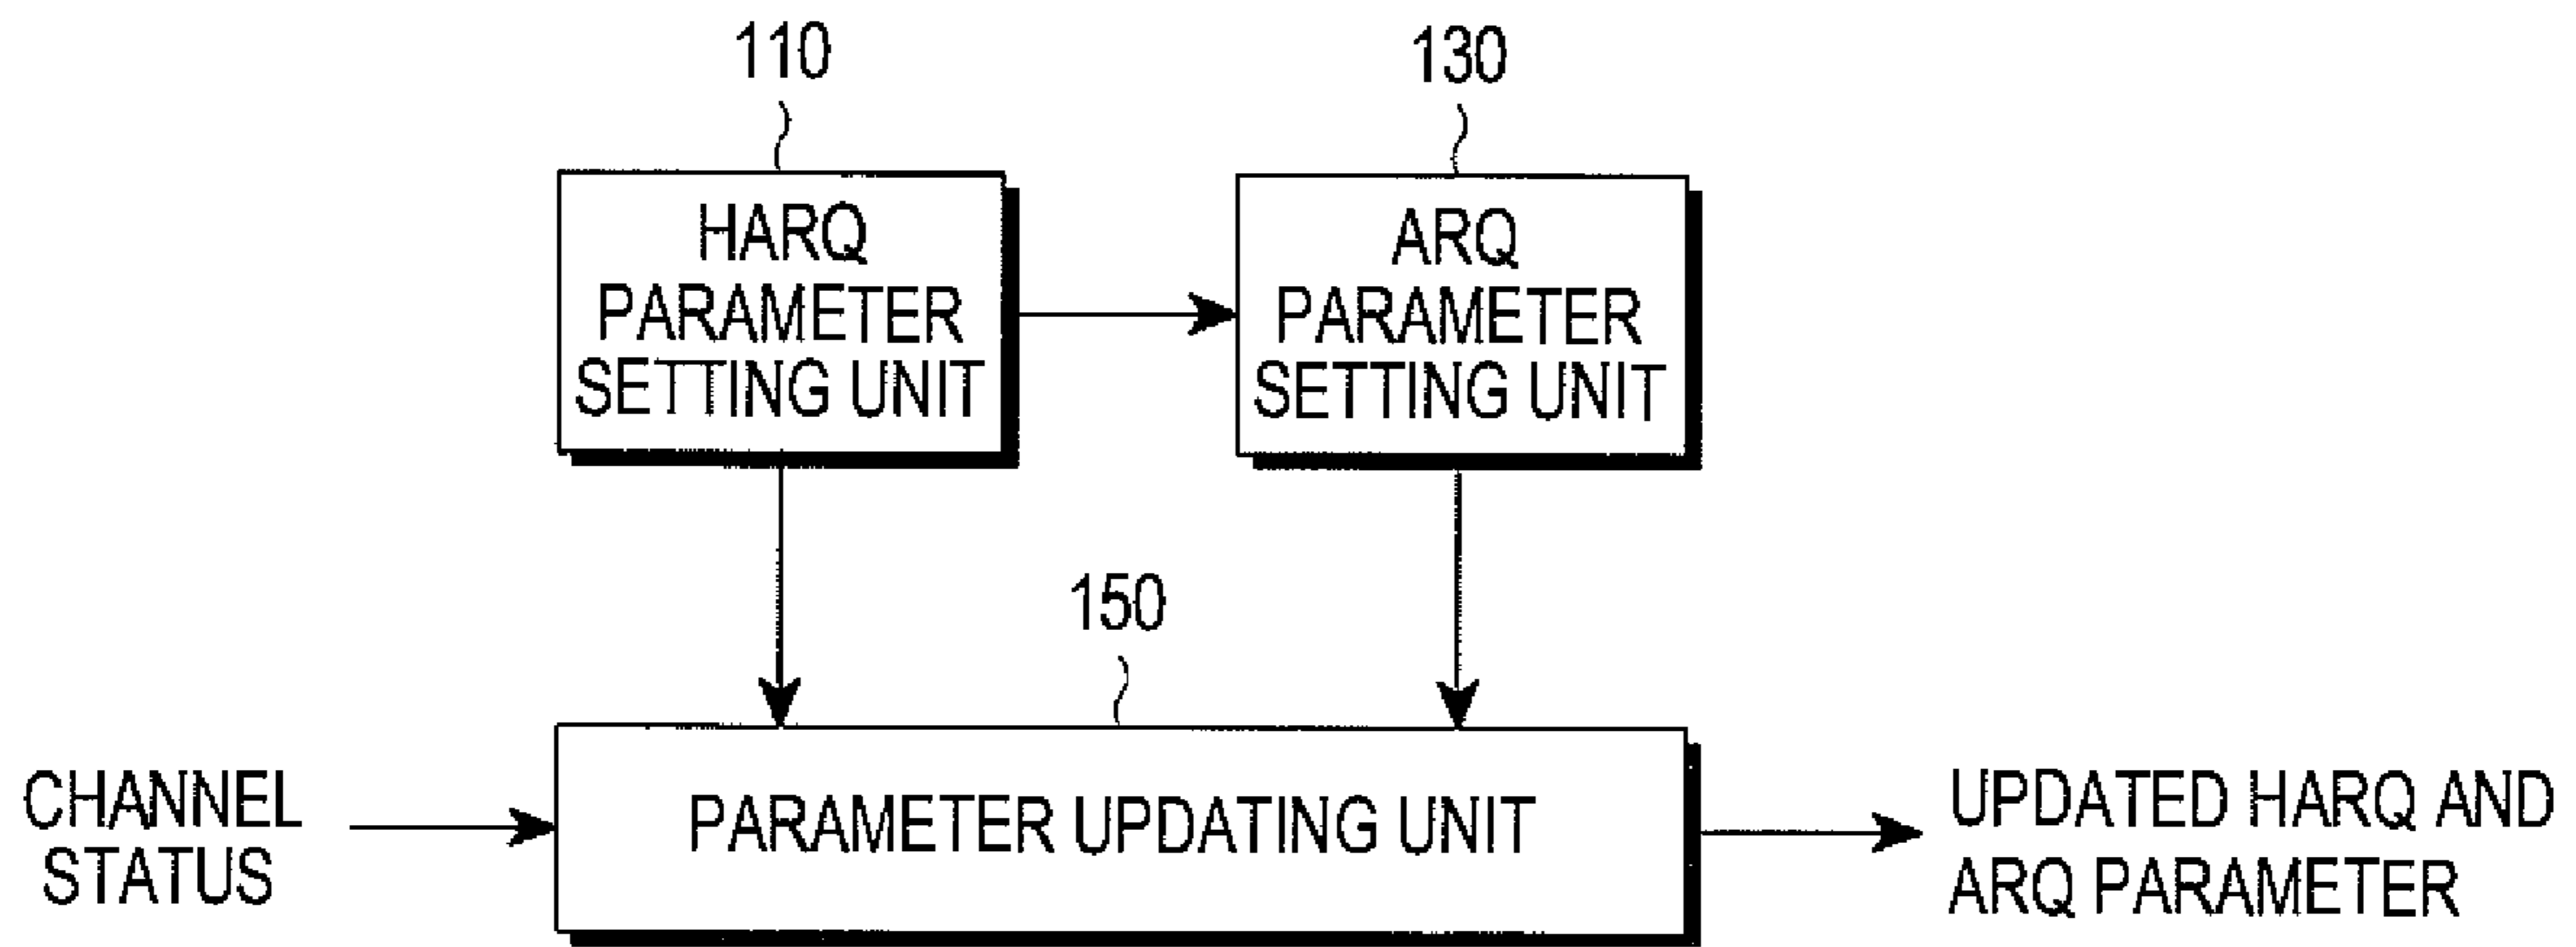 110
130
HARQ
PARAMETER
SETTING UNIT
ARQ
PARAMETER
SETTING UNIT
150
CHANNEL
STATUS
PARAMETER UPDATING UNIT
UPDATED HARQ AND
ARQ PARAMETER